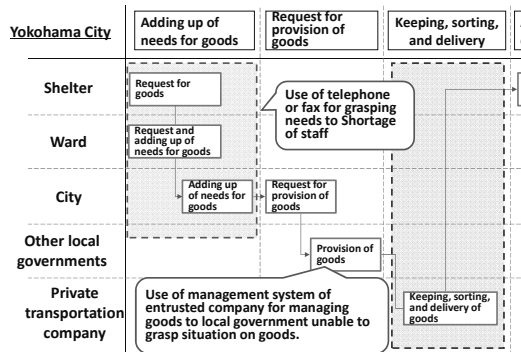 Yokohama City
Adding up of
needs for goods
Request for
provision of
goods
Keeping, sorting,
and delivery
Shelter
Request for
goods
Use of telephone
or fax for grasping
needs to Shortage
of staff
Ward
Request and
adding up of
needs for goods
City
Adding up
of needs for
goods
Request for
provision of
goods
Other local
governments
Provision of
goods
Private
transportation
company
Use of management system of
entrusted company for managing
goods to local government unable to
grasp situation on goods.
Keeping, sorting,
and delivery of
goods